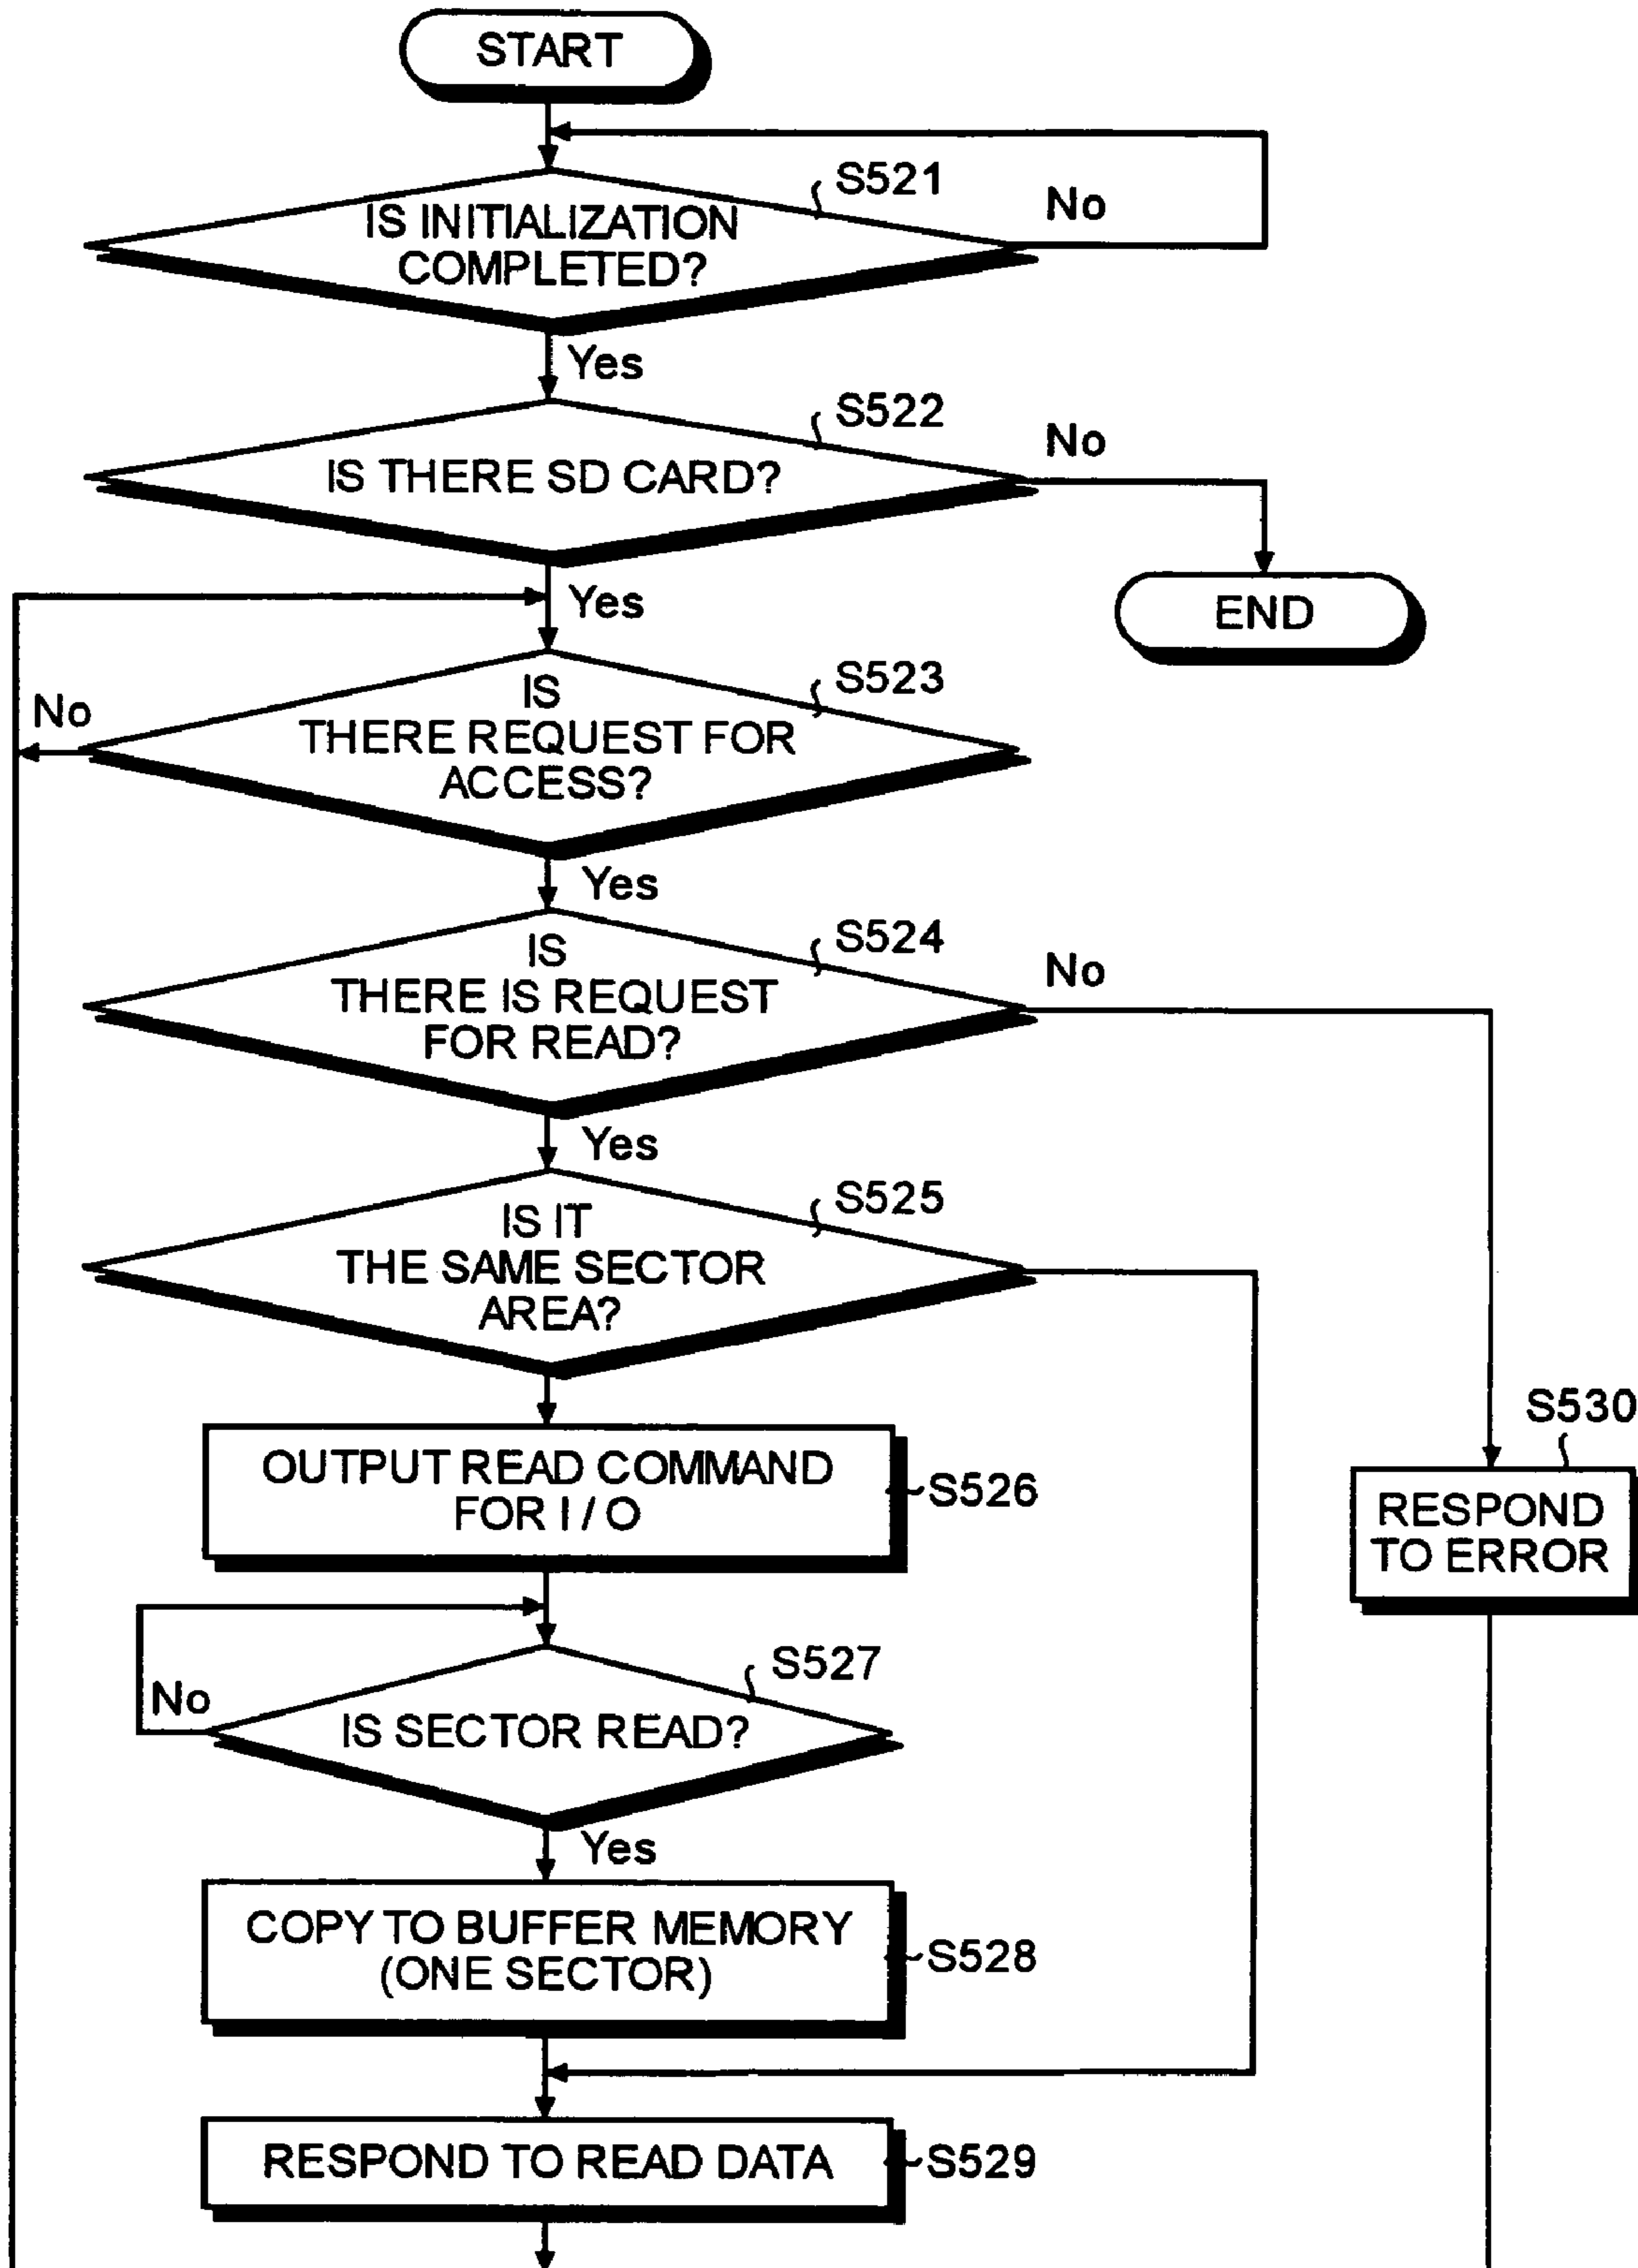 START
S521
No
IS INITIALIZATION
COMPLETED?
Yes
S522
No
IS THERE SD CARD?
Yes
END
S523
No
IS
THERE REQUEST FOR
ACCESS?
Yes
S524
No
IS
THERE IS REQUEST
FOR READ?
Yes
S525
IS IT
THE SAME SECTOR
AREA?
S530
OUTPUT READ COMMAND
FOR I / O
S526
RESPOND
TO ERROR
S527
No
IS SECTOR READ?
Yes
COPY TO BUFFER MEMORY
(ONE SECTOR)
S528
RESPOND TO READ DATA
S529